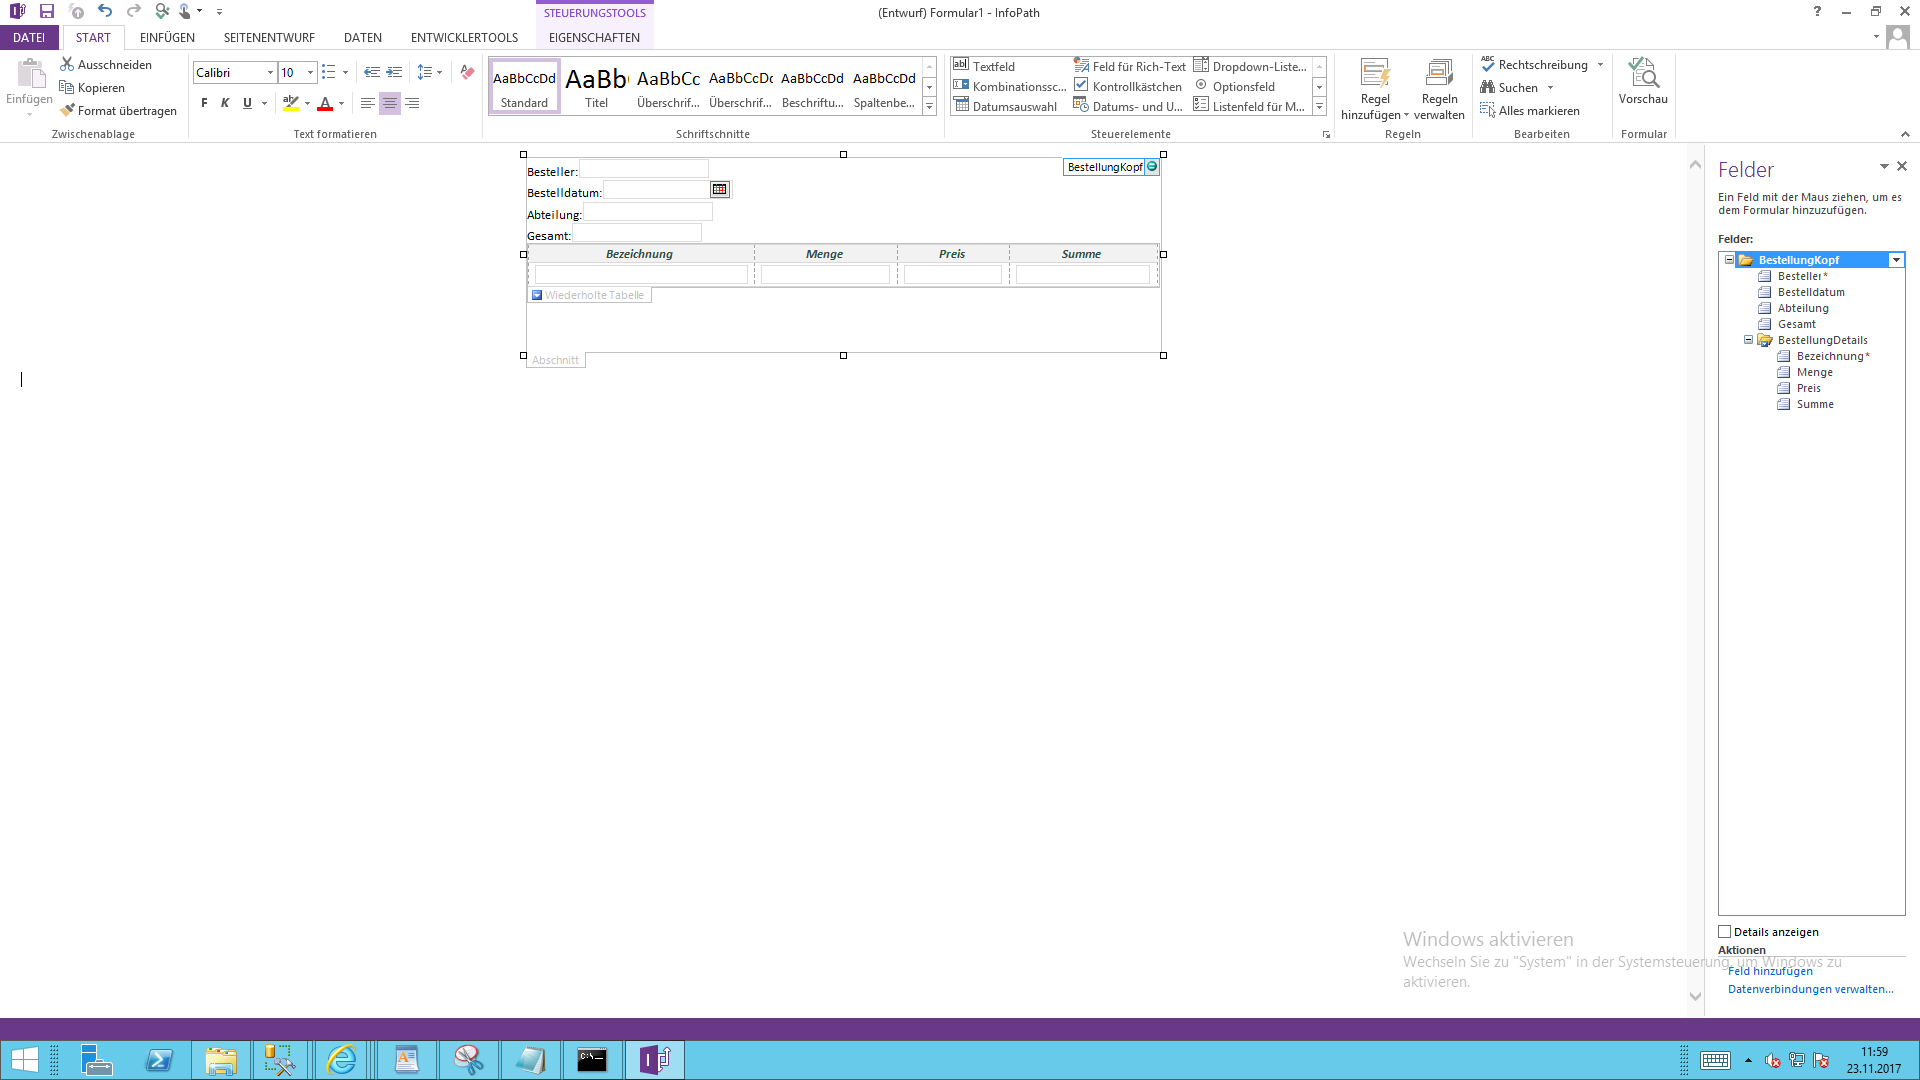 STEUERUNGSTOOLS
(Entwurf) Formular1 - InfoPath
?
DATEI
START
EINFÜGEN
SEITENENTWURF
DATEN
ENTWICKLERTOOLS
EIGENSCHAFTEN
Einfügen
Ausschneiden
Kopieren
Format übertragen
Zwischenablage
Calibri
10
F K U
Text formatieren
AaBbCcDd
Standard
AaBb
Titel
AaBbCc
Überschrif...
AaBbCcDc
Überschrif...
AaBbCcDd
Beschriftu...
AaBbCcDd
Spaltenbe...
Schriftschnitte
Textfeld
Kombinationssc...
Datumsauswahl
Feld für Rich-Text
Kontrollkästchen
Datums- und U...
Dropdown-Liste...
Optionsfeld
Listenfeld für M...
Steuerelemente
Regel
hinzufügen
Regeln
verwalten
Regeln
Rechtschreibung
Suchen
Alles markieren
Bearbeiten
Vorschau
Formular
Besteller:
BestellungKopf
Bestelldatum:
Abteilung:
Gesamt:
Bezeichnung Menge Preis Summe
Wiederholte Tabelle
Abschnitt
Felder
Ein Feld mit der Maus ziehen, um es
dem Formular hinzuzufügen.
Felder:
BestellungKopf
Besteller*
Bestelldatum
Abteilung
Gesamt
BestellungDetails
Bezeichnung*
Menge
Preis
Summe
Details anzeigen
Aktionen
Feld hinzufügen
Datenverbindungen verwalten...
Windows aktivieren
Wechseln Sie zu "System" in der Systemsteuerung, um Windows zu
aktivieren.
11:59
23.11.2017